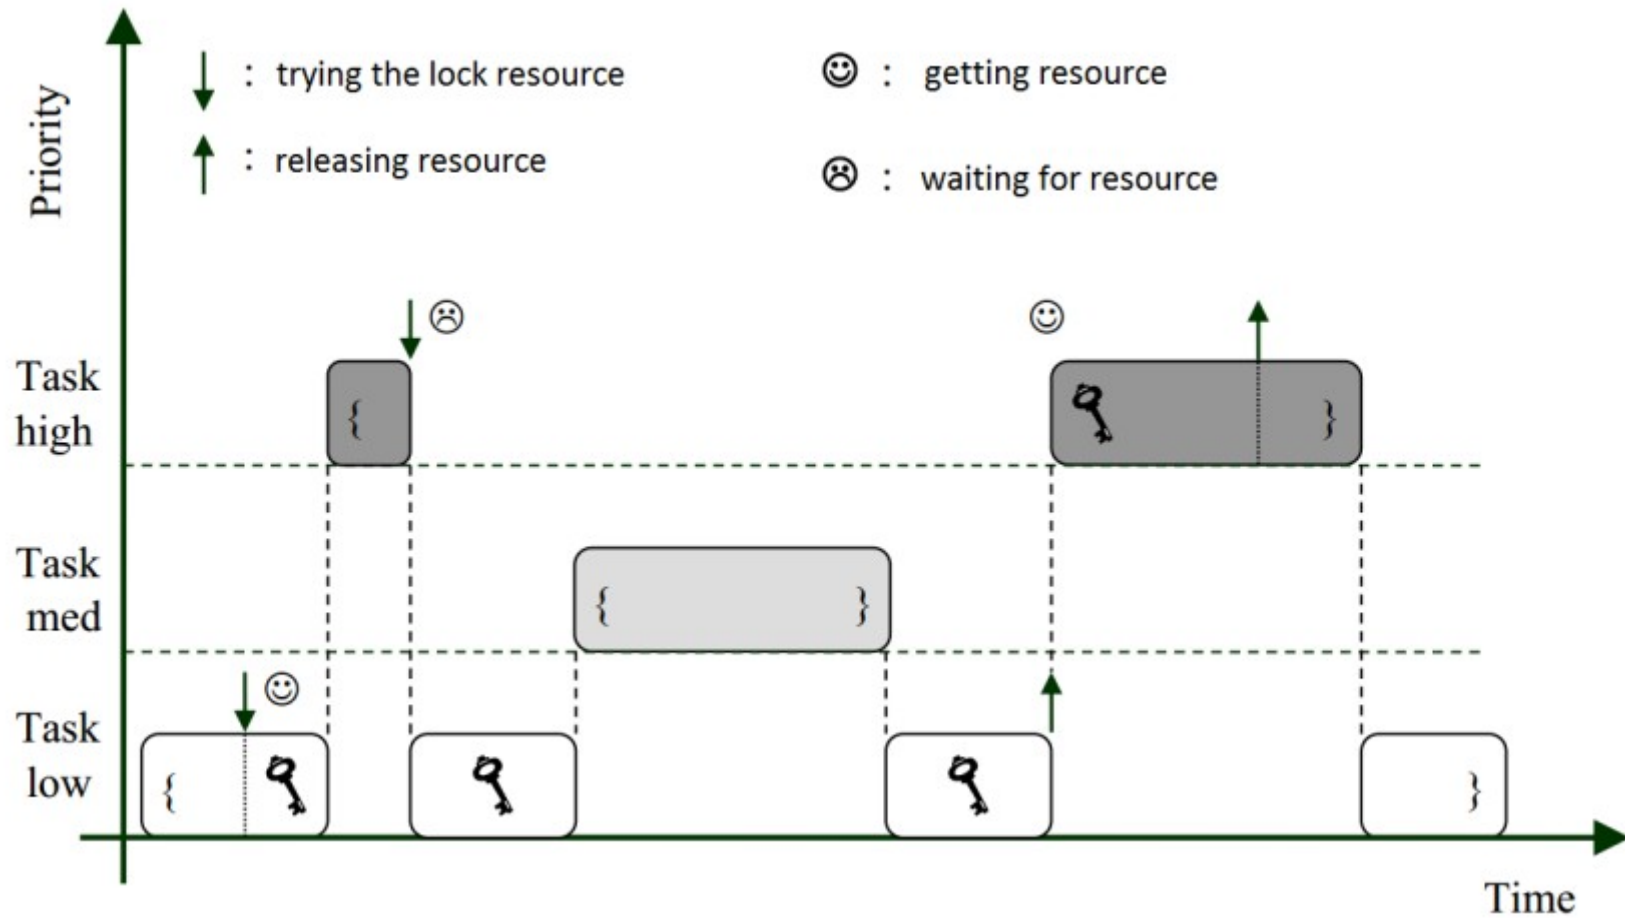 Priority
: trying the lock resource
: getting resource
: releasing resource
: waiting for resource
Task
high
{
}
Task
med
{ }
Task
low
{
}
Time